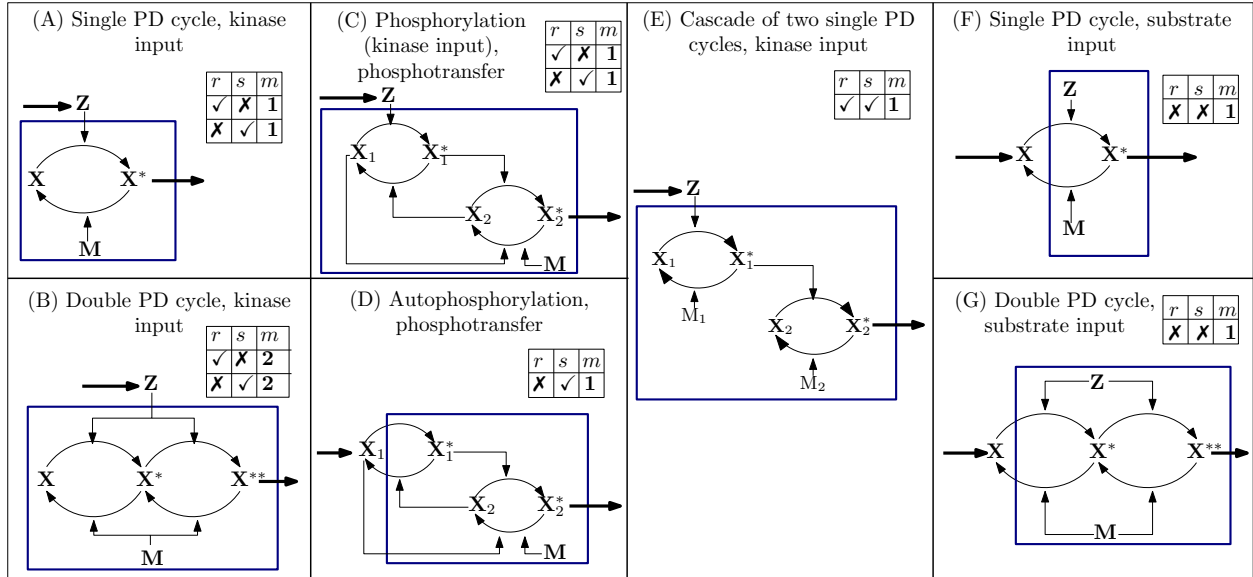 (A) Single PD cycle, kinase
input
r s m
✓ ✗ 1
✗ ✓ 1
Z
X X*
M
(B) Double PD cycle, kinase
input
r s m
✓ ✗ 2
✗ ✓ 2
Z
X X* X**
M
(C) Phosphorylation
(kinase input),
phosphotransfer
r s m
✓ ✗ 1
✗ ✓ 1
Z
X₁ X₁*
X₂ X₂*
M
(D) Autophosphorylation,
phosphotransfer
r s m
✗ ✓ 1
X₁ X₁*
X₂ X₂*
M
(E) Cascade of two single PD
cycles, kinase input
r s m
✓ ✓ 1
Z
X₁ X₁*
M₁
X₂ X₂*
M₂
(F) Single PD cycle, substrate
input
r s m
✗ ✗ 1
Z
X X*
M
(G) Double PD cycle,
substrate input
r s m
✗ ✗ 1
Z
X X* X**
M